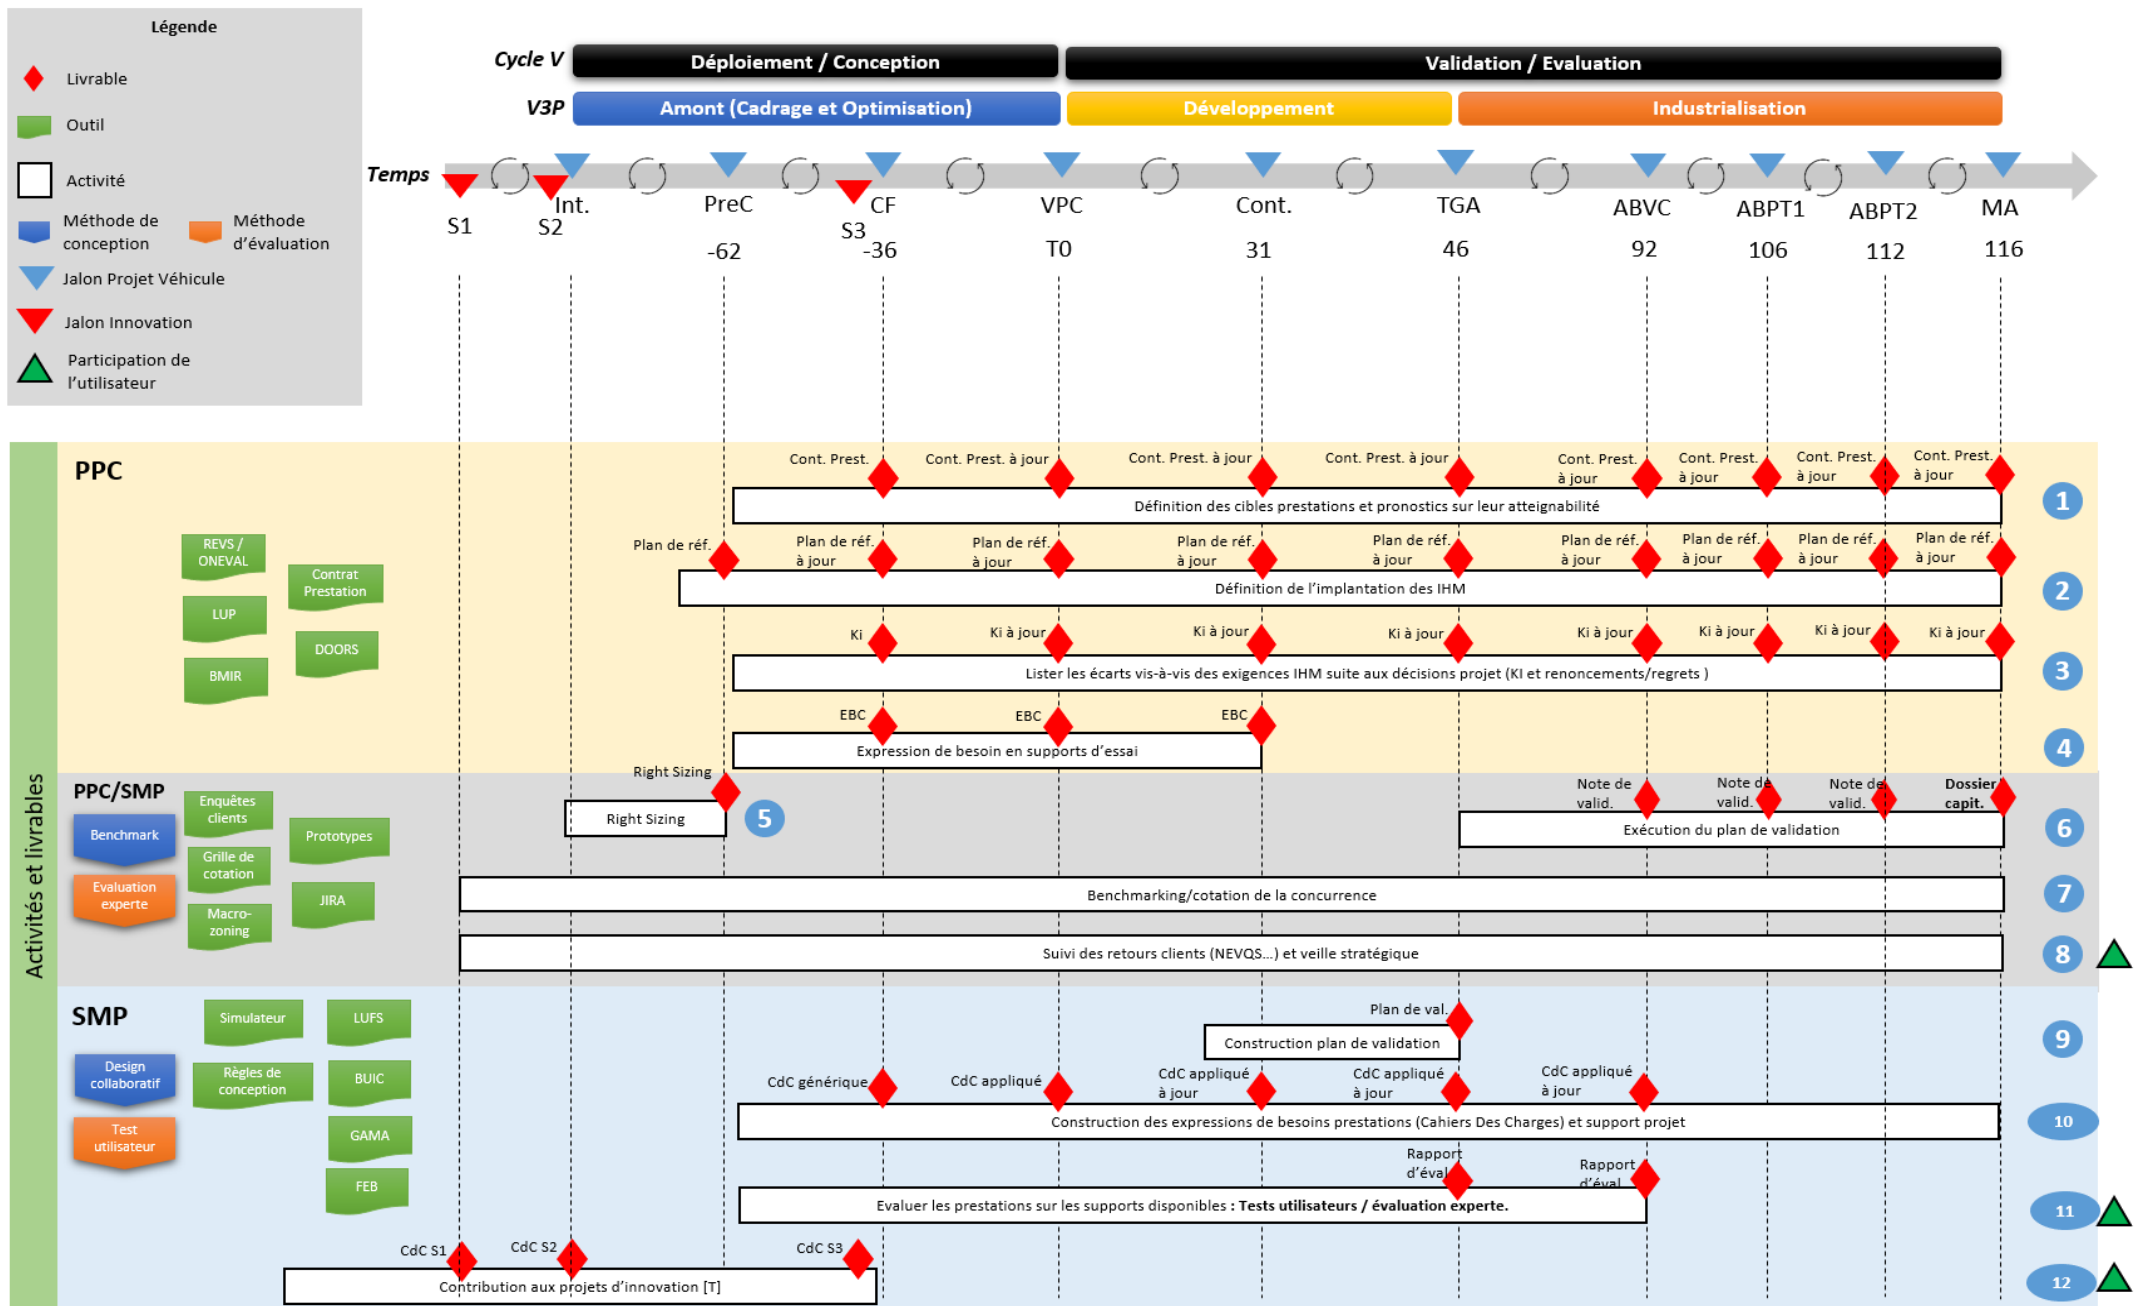 Légende
Livrable
Outil
Activité
Méthode de
conception
Méthode
d'évaluation
Jalon Projet Véhicule
Jalon Innovation
Participation de
l'utilisateur
Cycle V
Déploiement / Conception
Validation / Evaluation
V3P
Amont (Cadrage et Optimisation)
Développement
Industrialisation
Temps
S1
S2
Int.
PreC
S3
CF
VPC
Cont.
TGA
ABVC
ABPT1
ABPT2
MA
-62
-36
T0
31
46
92
106
112
116
Activités et livrables
PPC
REVS /
ONEVAL
Contrat
Prestation
LUP
DOORS
BMIR
Cont. Prest.
Cont. Prest. à jour
Cont. Prest. à jour
Cont. Prest. à jour
Cont. Prest.
à jour
Cont. Prest.
à jour
Cont. Prest.
à jour
Cont. Prest.
à jour
Définition des cibles prestations et pronostics sur leur atteignabilité
1
Plan de réf.
Plan de réf.
à jour
Plan de réf.
à jour
Plan de réf.
à jour
Plan de réf.
à jour
Plan de réf.
à jour
Plan de réf.
à jour
Plan de réf.
à jour
Plan de réf.
à jour
Définition de l'implantation des IHM
2
Ki
Ki à jour
Ki à jour
Ki à jour
Ki à jour
Ki à jour
Ki à jour
Ki à jour
Lister les écarts vis-à-vis des exigences IHM suite aux décisions projet (KI et renoncements/regrets )
3
EBC
EBC
EBC
Expression de besoin en supports d'essai
4
PPC/SMP
Benchmark
Evaluation
experte
Enquêtes
clients
Prototypes
Grille de
cotation
JIRA
Macro-
zoning
Right Sizing
Right Sizing
5
Note de
valid.
Note de
valid.
Note de
valid.
Dossier
capit.
Exécution du plan de validation
6
Benchmarking/cotation de la concurrence
7
Suivi des retours clients (NEVQS...) et veille stratégique
8
SMP
Simulateur
LUFS
Design
collaboratif
Règles de
conception
BUIC
Test
utilisateur
GAMA
FEB
Plan de val.
Construction plan de validation
9
CdC générique
CdC appliqué
CdC appliqué
à jour
CdC appliqué
à jour
CdC appliqué
à jour
Construction des expressions de besoins prestations (Cahiers Des Charges) et support projet
10
Rapport
d'éval
Rapport
d'éval
Evaluer les prestations sur les supports disponibles : Tests utilisateurs / évaluation experte.
11
CdC S1
CdC S2
CdC S3
Contribution aux projets d'innovation [T]
12